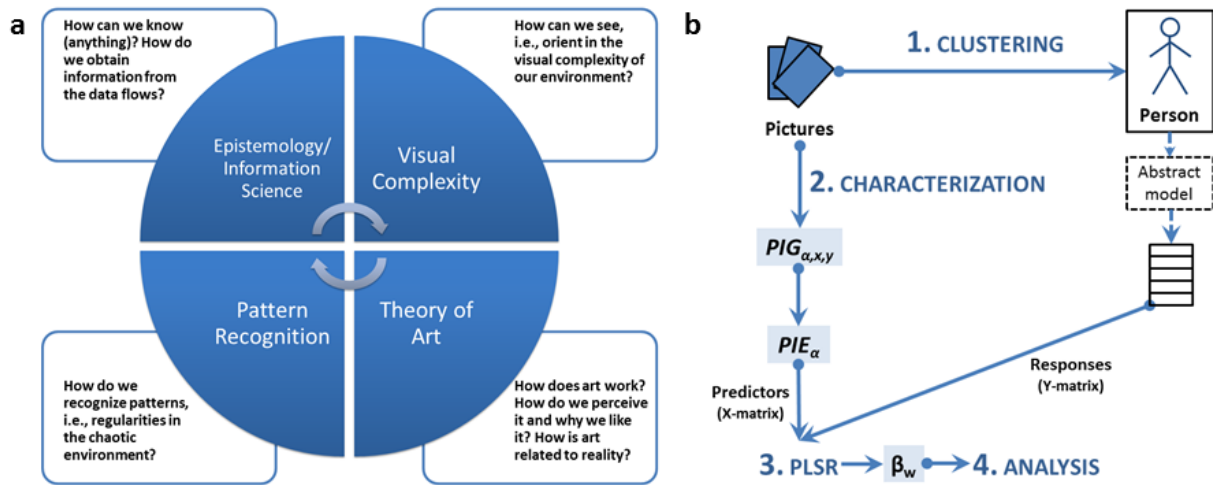 a
How can we know
(anything)? How do
we obtain
information from
the data flows?
How can we see,
i.e., orient in the
visual complexity of
our environment?
Epistemology/
Information
Science
Visual
Complexity
Pattern
Recognition
Theory of
Art
How do we
recognize patterns,
i.e., regularities in
the chaotic
environment?
How does art work?
How do we perceive
it and why we like
it? How is art
related to reality?
b
1. CLUSTERING
Pictures
Person
Abstract
model
2. CHARACTERIZATION
PIGα,x,y
PIEα
Predictors
(X-matrix)
Responses
(Y-matrix)
3. PLSR
βw
4. ANALYSIS